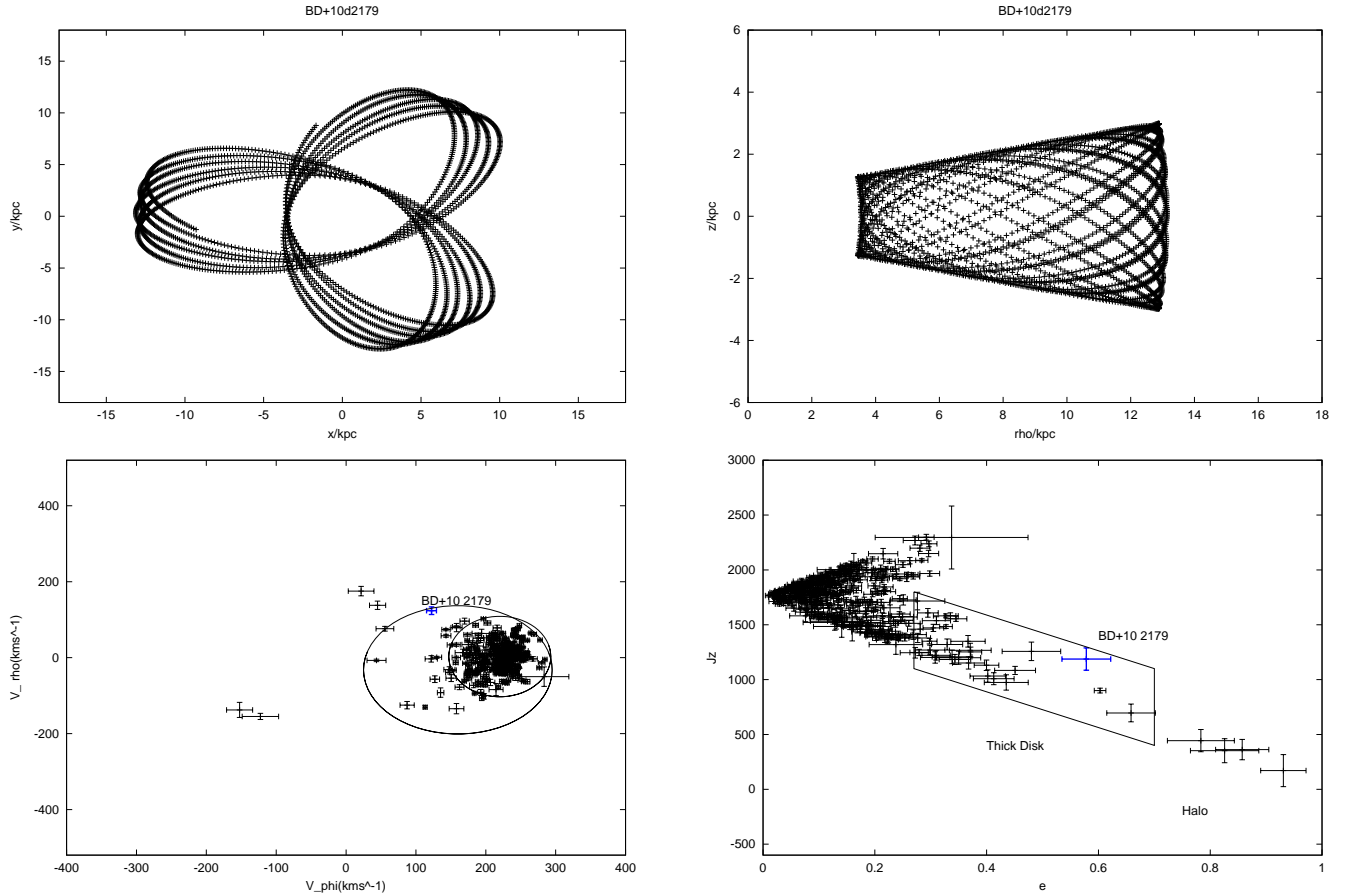 BD+10d2179
15
10
5
0
-5
-10
-15
y/kpc
-15 -10 -5 0 5 10 15
x/kpc
BD+10d2179
6
4
2
0
-2
-4
-6
z/kpc
0 2 4 6 8 10 12 14 16 18
rho/kpc
400
200
0
-200
-400
V_ rho(kms^-1)
BD+10 2179
-400 -300 -200 -100 0 100 200 300 400
V_phi(kms^-1)
3000
2500
2000
1500
1000
500
0
-500
Jz
BD+10 2179
Thick Disk
Halo
0 0.2 0.4 0.6 0.8 1
e